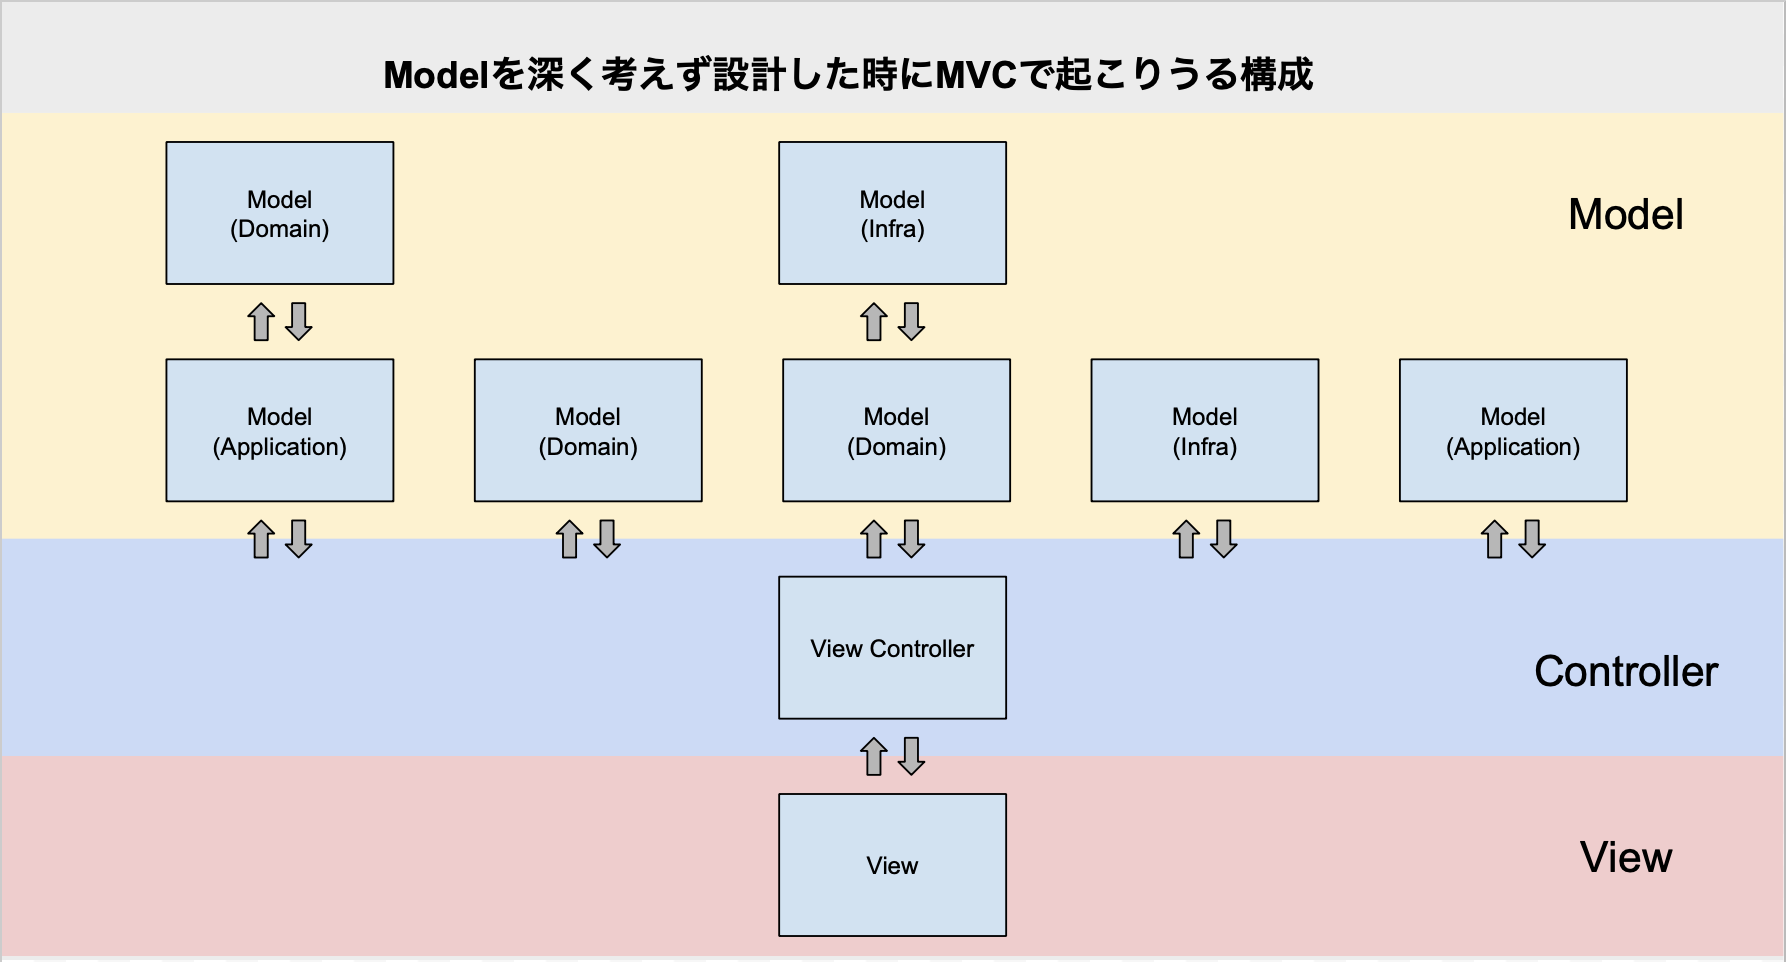 Modelを深く考えず設計した時にMVCで起こりうる構成
Model
(Domain)
Model
(Infra)
Model
Model
(Application)
Model
(Domain)
Model
(Domain)
Model
(Infra)
Model
(Application)
View Controller
Controller
View
View